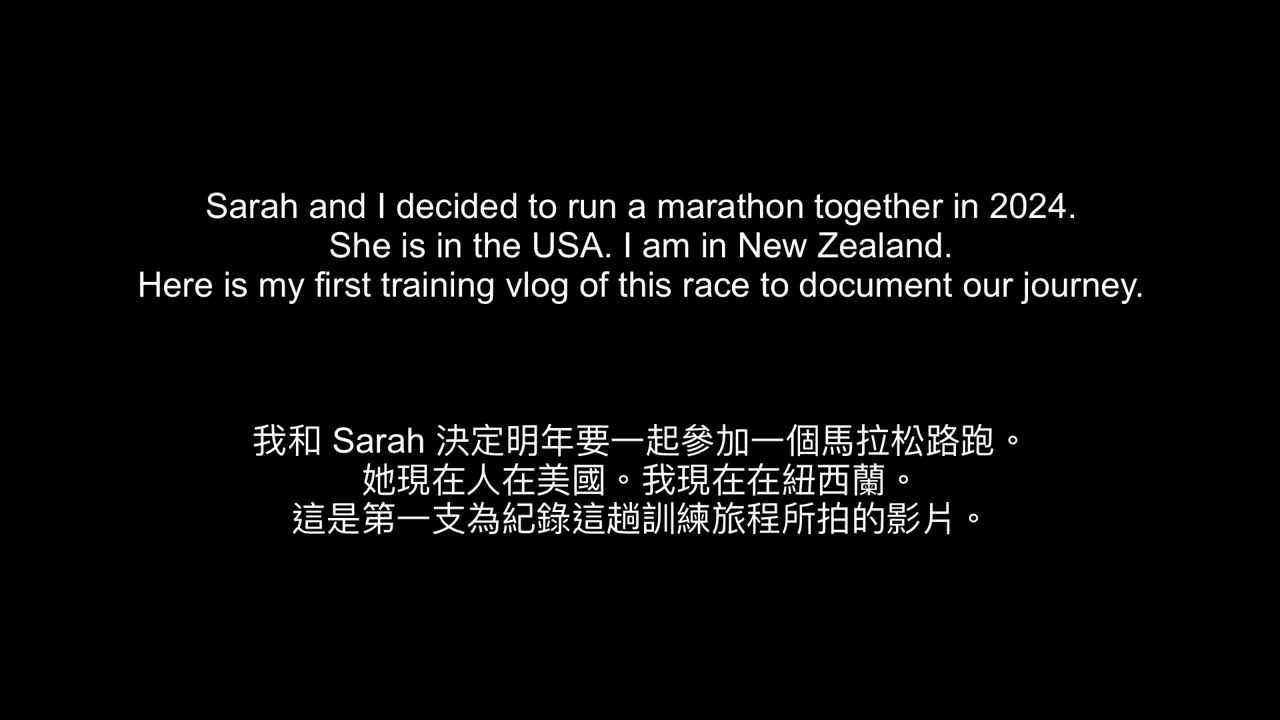 Sarah and I decided to run a marathon together in 2024.
She is in the USA. I am in New Zealand.
Here is my first training vlog of this race to document our journey.
我和 Sarah 決定明年要一起參加一個馬拉松路跑。
她現在人在美國。我現在在紐西蘭。
這是第一支為紀錄這趟訓練旅程所拍的影片。